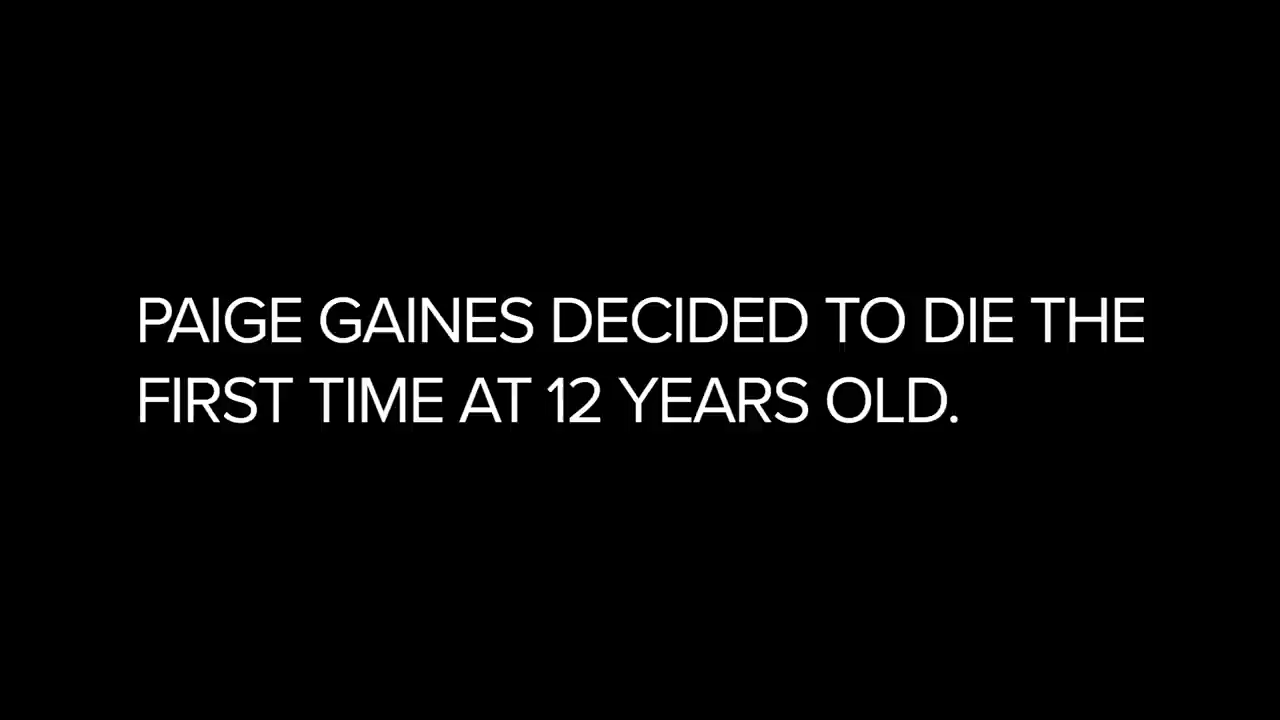 PAIGE GAINES DECIDED TO DIE THE
FIRST TIME AT 12 YEARS OLD.